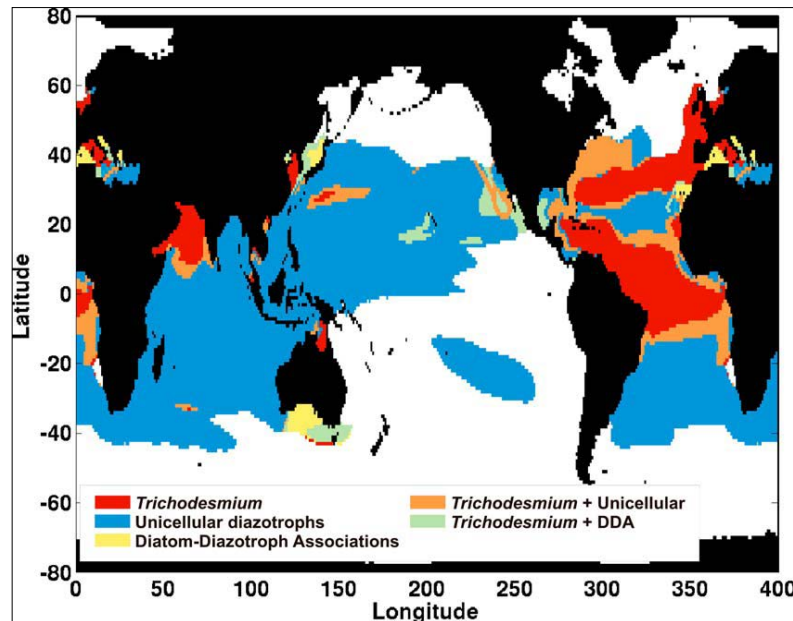 80
60
40
20
0
-20
-40
-60
-80
Latitude
Trichodesmium
Unicellular diazotrophs
Diatom-Diazotroph Associations
Trichodesmium + Unicellular
Trichodesmium + DDA
0 50 100 150 200 250 300 350 400
Longitude